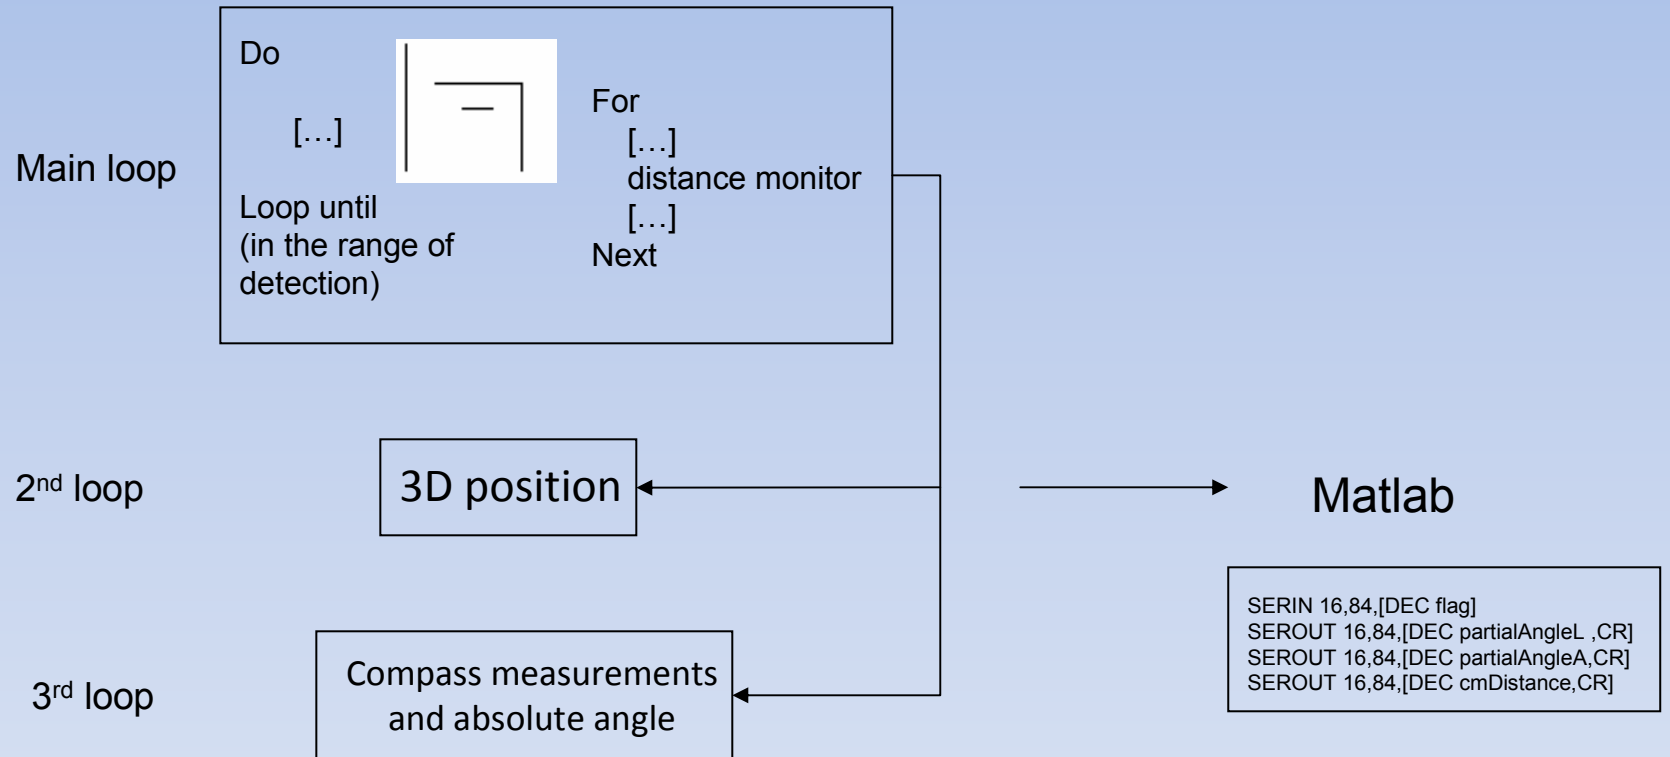 Main loop
Do
[…]
Loop until
(in the range of
detection)
For
[…]
distance monitor
[…]
Next
2nd loop
3D position
Matlab
SERIN 16,84,[DEC flag]
SEROUT 16,84,[DEC partialAngleL ,CR]
SEROUT 16,84,[DEC partialAngleA,CR]
SEROUT 16,84,[DEC cmDistance,CR]
3rd loop
Compass measurements
and absolute angle